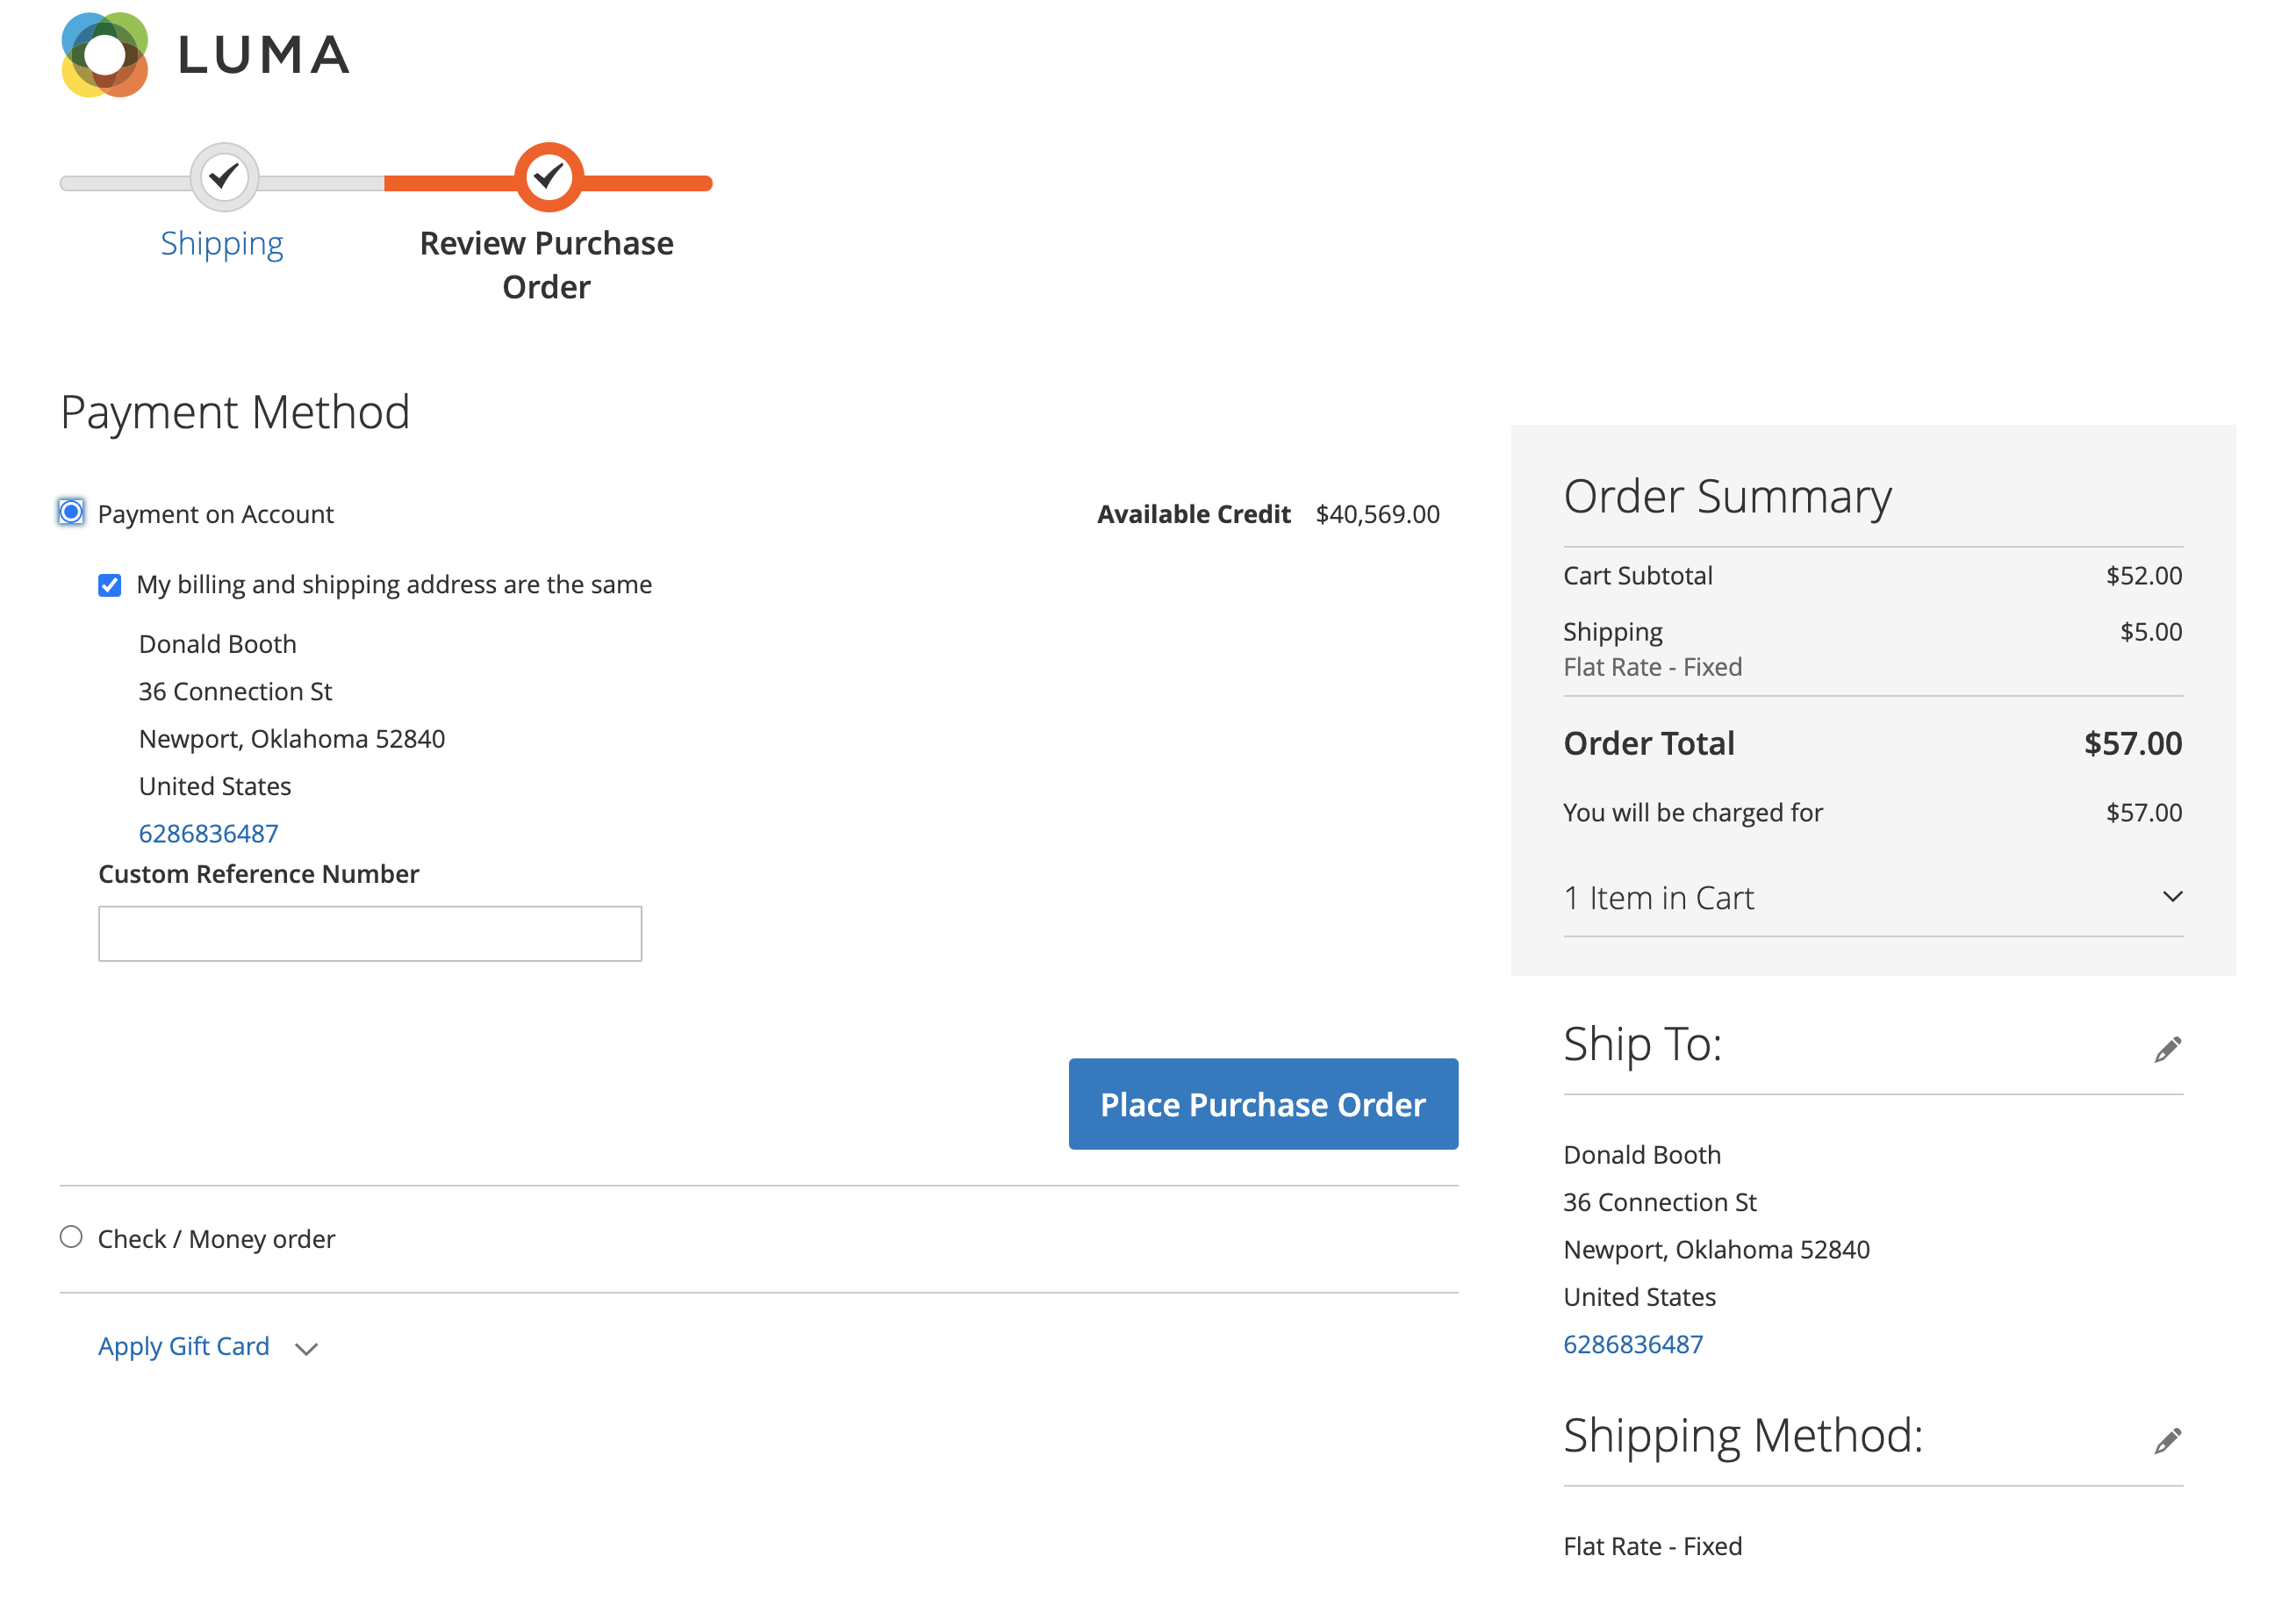 LUMA
Shipping
Review Purchase
Order
Payment Method
Payment on Account
Available Credit $40,569.00
My billing and shipping address are the same
Donald Booth
36 Connection St
Newport, Oklahoma 52840
United States
6286836487
Custom Reference Number
Place Purchase Order
Check / Money order
Apply Gift Card
Order Summary
Cart Subtotal $52.00
Shipping $5.00
Flat Rate - Fixed
Order Total $57.00
You will be charged for $57.00
1 Item in Cart
Ship To:
Donald Booth
36 Connection St
Newport, Oklahoma 52840
United States
6286836487
Shipping Method:
Flat Rate - Fixed